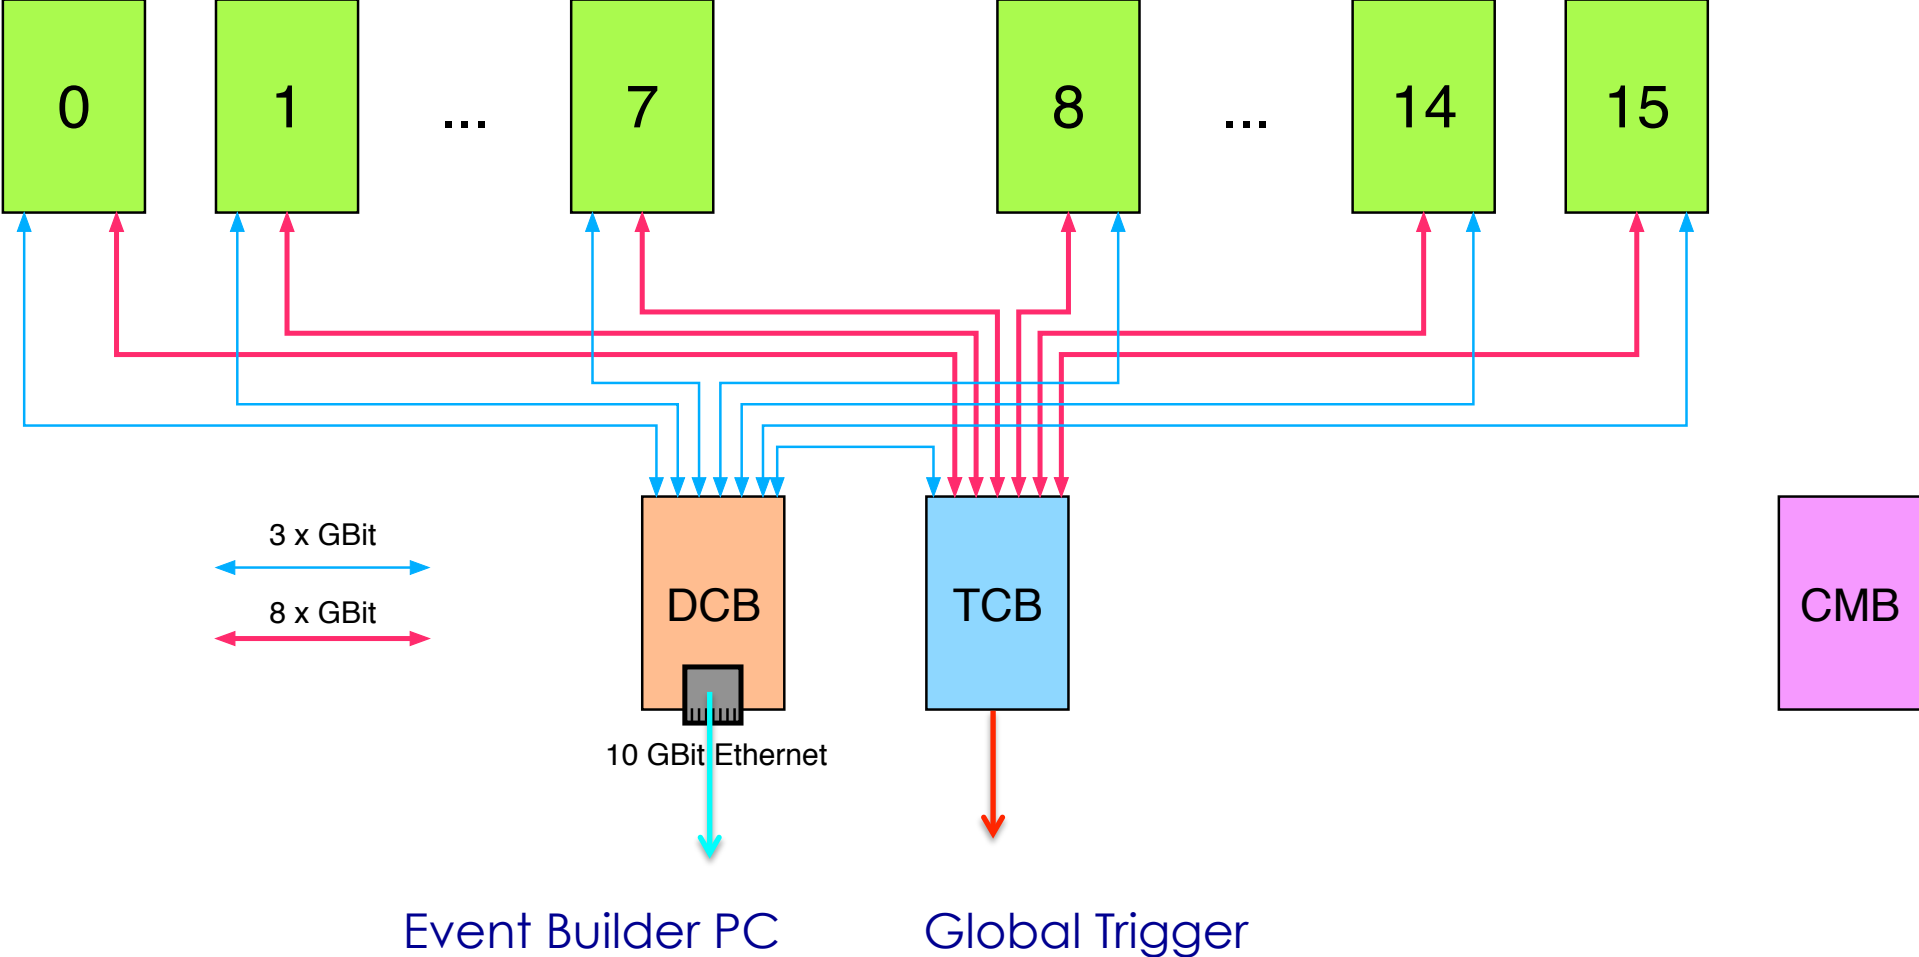 0
1
...
7
8
...
14
15
3 x GBit
8 x GBit
DCB
TCB
CMB
10 GBit Ethernet
Event Builder PC
Global Trigger